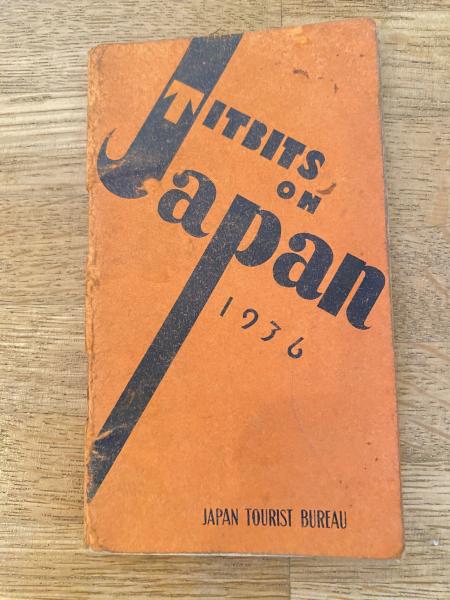 TITBITS
ON
Japan
1936
JAPAN TOURIST BUREAU